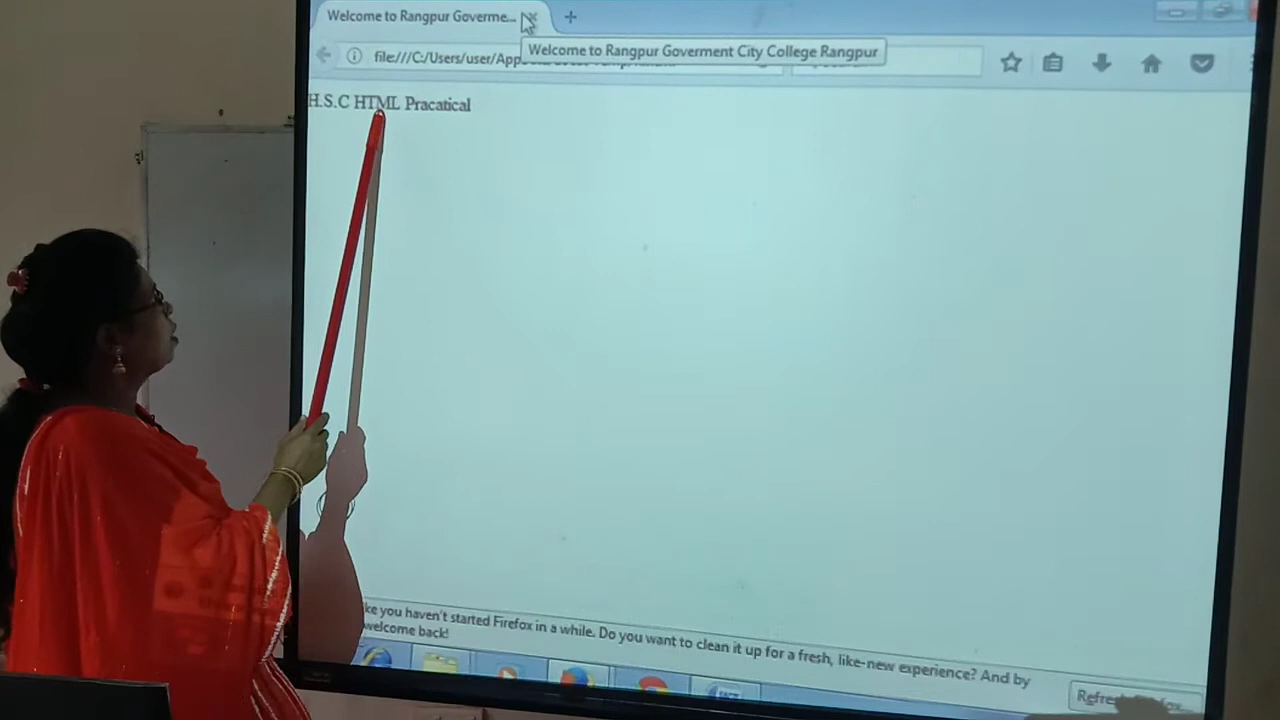 Welcome to Rangpur Goverme...
Welcome to Rangpur Goverment City College Rangpur
file:///C:/Users/user/App
H.S.C HTML Pracatical
ke you haven't started Firefox in a while. Do you want to clean it up for a fresh, like-new experience? And by
welcome back!